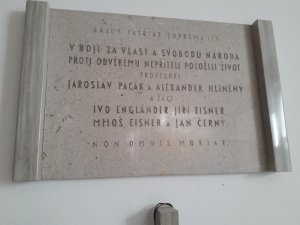 SALUS PATRIAE SUPREMA LEX
V BOJI ZA VLAST A SVOBODU NÁRODA
PROTI ODVĚKÉMU NEPŘÍTELI POLOŽILI ŽIVOT
PROFESOŘI
JAROSLAV PACÁK A ALEXANDER HLINĚNÝ
A ŽÁCI
IVO ENGLÄNDER, JIŘÍ EISNER
MILOŠ EISNER A JAN ČERNÝ
NON OMNIS MORIAR